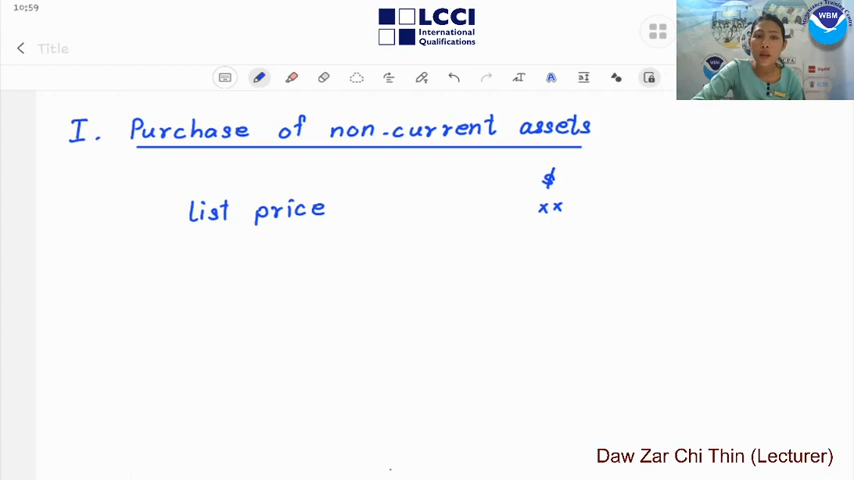 10:59
LCCI
International
Qualifications
WBM
Title
I. Purchase of non-current assets
$
list price xx
Daw Zar Chi Thin (Lecturer)